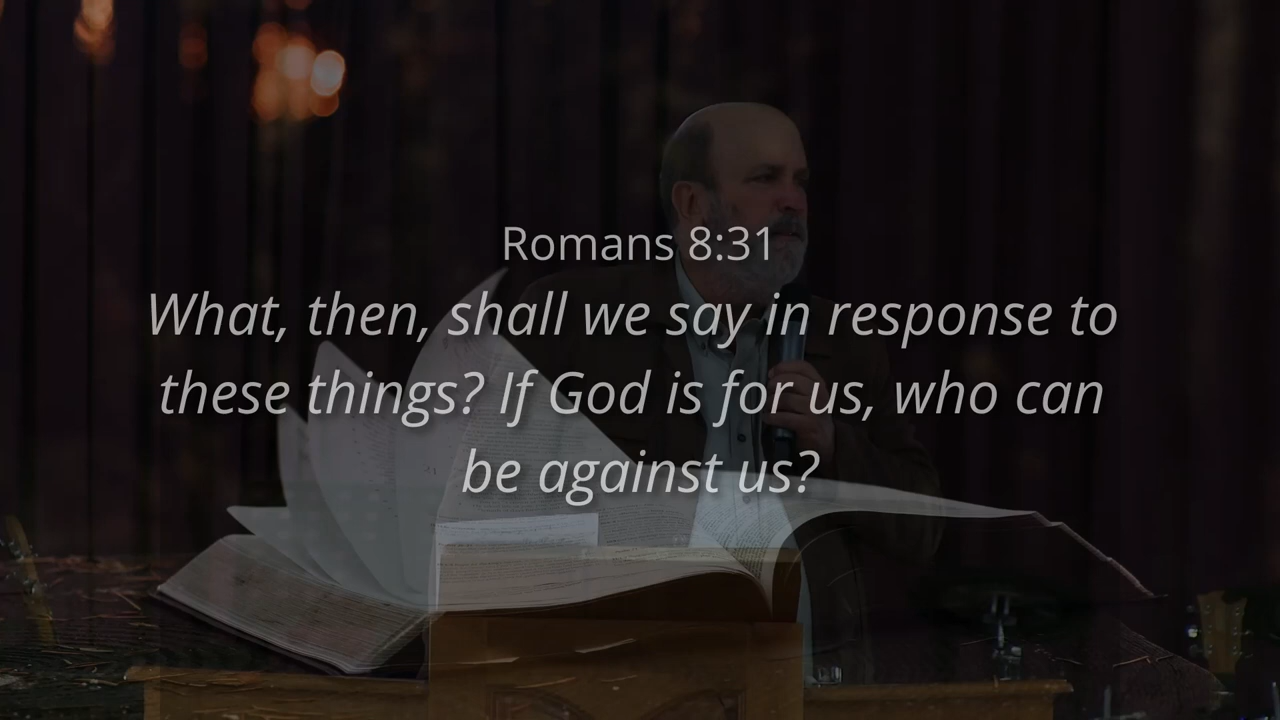 Romans 8:31
What, then, shall we say in response to
these things? If God is for us, who can
be against us?